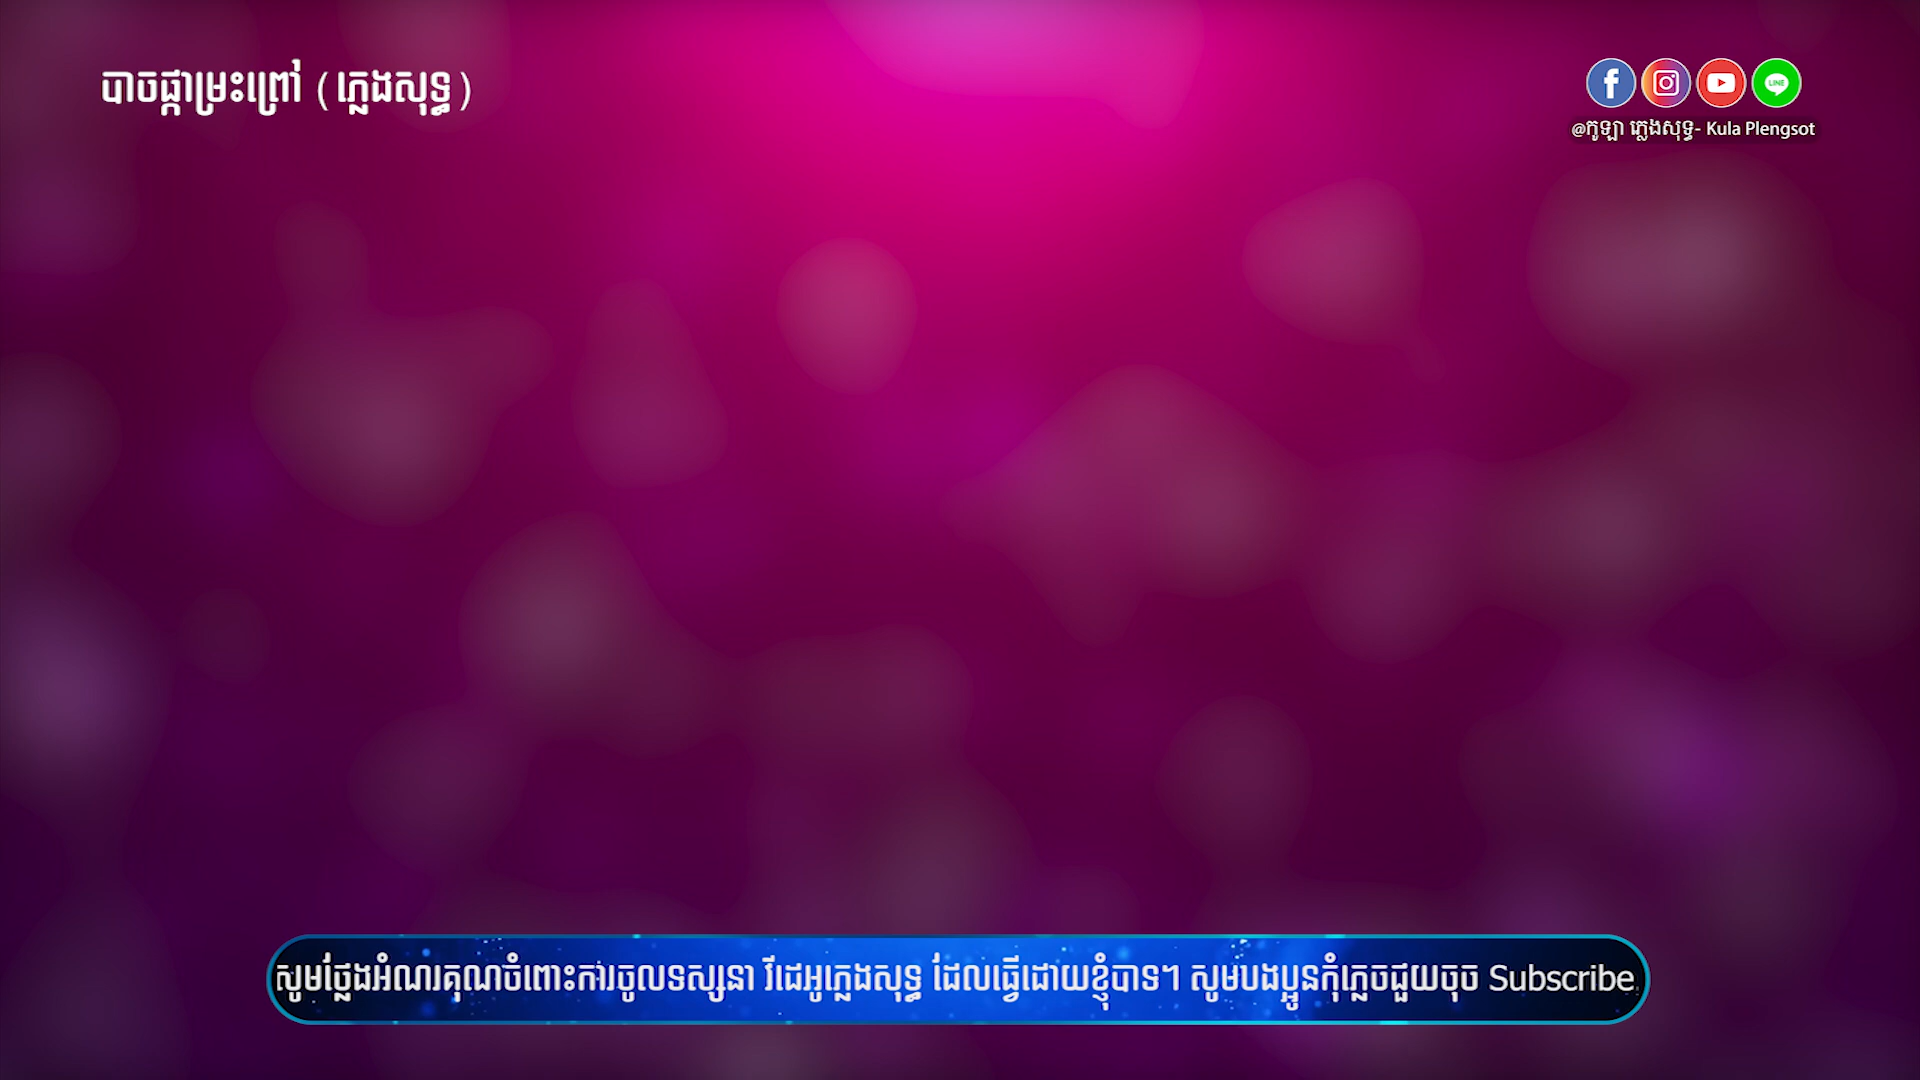 បាចផ្កាម្រះព្រៅ (ភ្លេងសុទ្ធ)
LINE
@កូឡា ភ្លេងសុទ្ធ- Kula Plengsot
សូមថ្លែងអំណរគុណចំពោះការចូលទស្សនា វីដេអូភ្លេងសុទ្ធ ដែលធ្វើដោយខ្ញុំបាទ។ សូមបងប្អូនកុំភ្លេចជួយចុច Subscribe